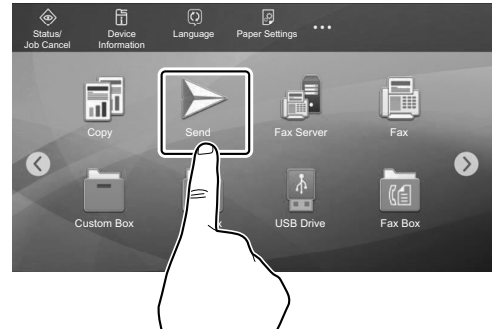 Status/
Job Cancel
Device
Information
Language
Paper Settings
Copy
Send
Fax Server
Fax
Custom Box
USB Drive
Fax Box